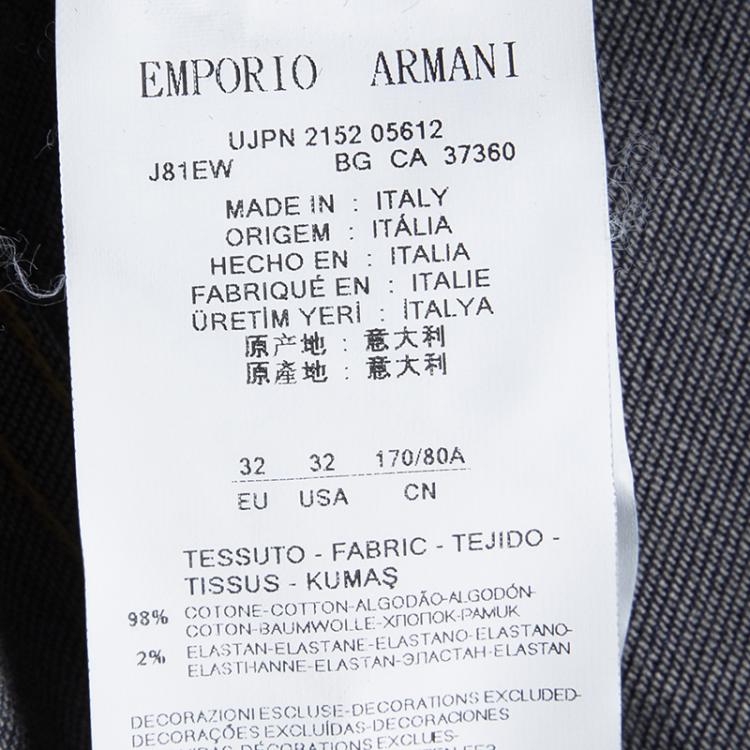 EMPORIO ARMANI
UJPN 2152 05612
J81EW BG CA 37360
MADE IN : ITALY
ORIGEM : ITÁLIA
HECHO EN : ITALIA
FABRIQUÉ EN : ITALIE
ÜRETİM YERİ : İTALYA
原产地 : 意大利
原產地 : 意大利
32 32 170/80A
EU USA CN
TESSUTO - FABRIC - TEJIDO -
TISSUS - KUMAŞ
98% COTONE-COTTON-ALGODÃO-ALGODÓN-
COTON-BAUMWOLLE-ХЛОПОК-PAMUK
2% ELASTAN-ELASTANE-ELASTANO-ELASTANO-
ELASTHANNE-ELASTAN-ЭЛАСТАН-ELASTAN
DECORAZIONI ESCLUSE-DECORATIONS EXCLUDED-
DECORAÇÕES EXCLUÍDAS-DECORACIONES
EXCLUIDAS-DÉCORATIONS EXCLUES-